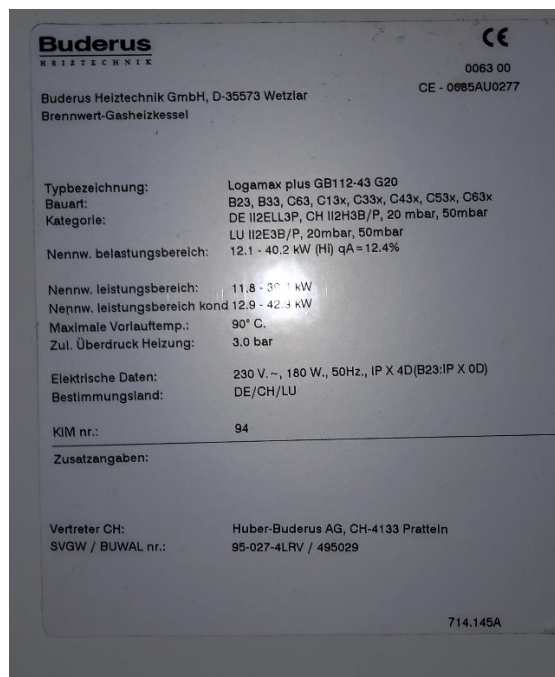 Buderus
HEIZTECHNIK
CE
0063 00
CE - 0085AU0277
Buderus Heiztechnik GmbH, D-35573 Wetzlar
Brennwert-Gasheizkessel
Typbezeichnung: Logamax plus GB112-43 G20
Bauart: B23, B33, C63, C13x, C33x, C43x, C53x, C63x
Kategorie: DE II2ELL3P, CH II2H3B/P, 20 mbar, 50mbar
LU II2E3B/P, 20mbar, 50mbar
Nennw. belastungsbereich: 12.1 - 40,2 kW (Hi) qA=12.4%
Nennw. leistungsbereich: 11.8 - kW
Nennw. leistungsbereich kond 12.9 - kW
Maximale Vorlauftemp.: 90° C.
Zul. Überdruck Heizung: 3.0 bar
Elektrische Daten: 230 V.~, 180 W., 50Hz., IP X 4D(B23:IP X 0D)
Bestimmungsland: DE/CH/LU
KIM nr.: 94
Zusatzangaben:
Vertreter CH: Huber-Buderus AG, CH-4133 Pratteln
SVGW / BUWAL nr.: 95-027-4LRV / 495029
714.145A